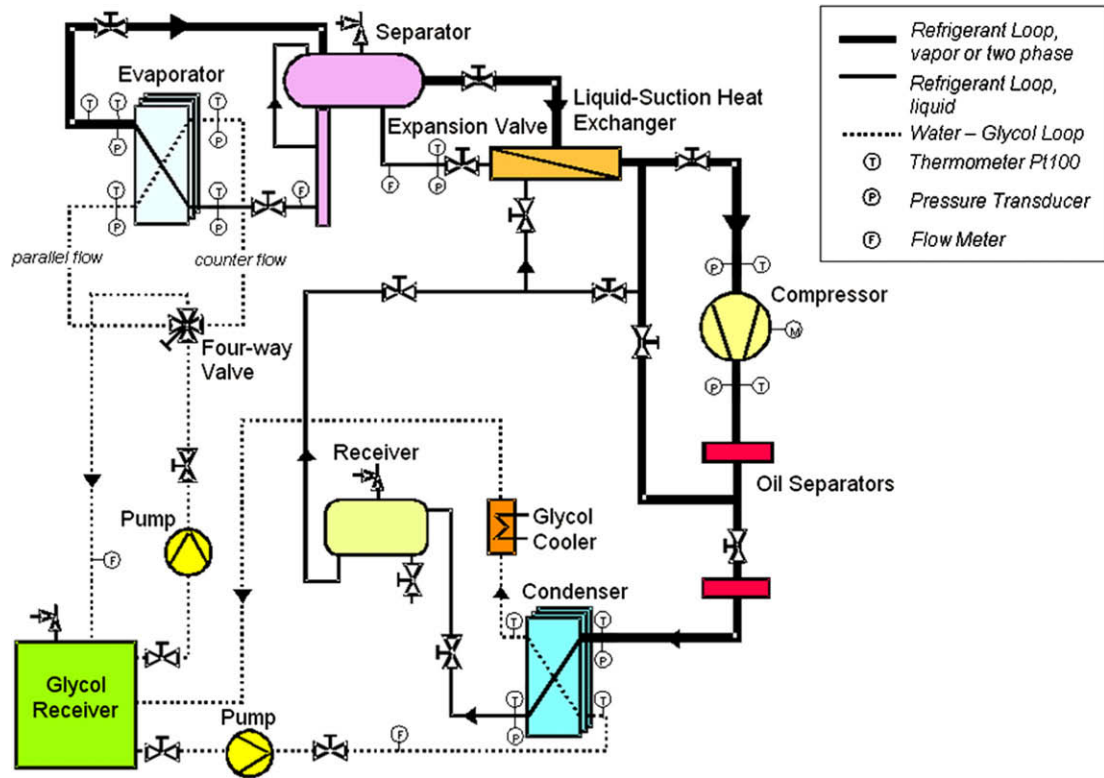 Separator
Evaporator
Liquid-Suction Heat
Exchanger
Expansion Valve
T
T
P
T
P
T
P
F
T
P
T
P
F
parallel flow
counter flow
P
T
Compressor
M
Four-way
Valve
P
T
Receiver
Oil Separators
Pump
Glycol
Cooler
F
Condenser
T
T
P
Glycol
Receiver
T
P
T
Pump
F
Refrigerant Loop,
vapor or two phase
Refrigerant Loop,
liquid
Water – Glycol Loop
T
Thermometer Pt100
P
Pressure Transducer
F
Flow Meter